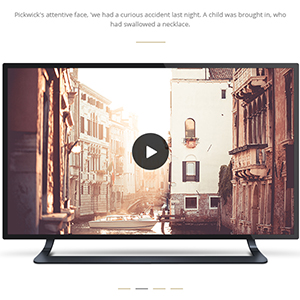 Pickwick's attentive face, 'we had a curious accident last night. A child was brought in, who
had swallowed a necklace.